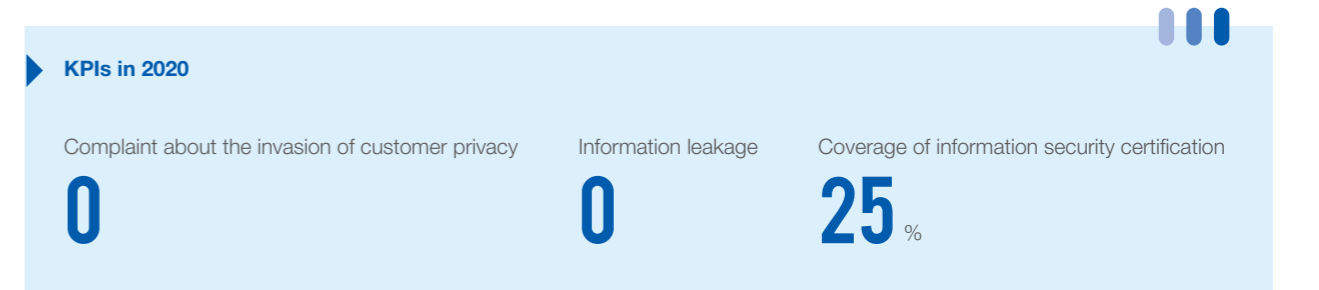 KPIs in 2020
Complaint about the invasion of customer privacy
0
Information leakage
0
Coverage of information security certification
25 %